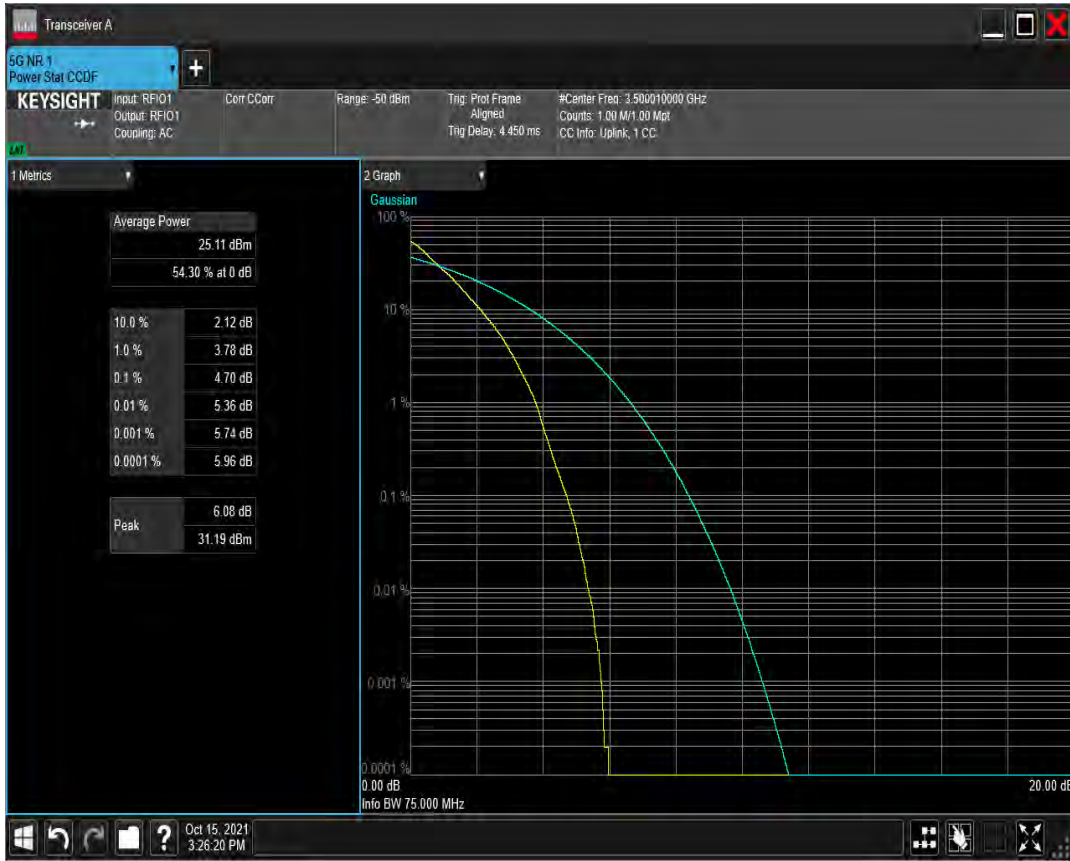 Transceiver A
5G NR 1
Power Stat CCDF
+
KEYSIGHT
Input: RFIO1
Output: RFIO1
Coupling: AC
Corr CCorr
Range: -50 dBm
Trig: Prot Frame
Aligned
Trig Delay: 4.450 ms
#Center Freq: 3.500010000 GHz
Counts: 1.00 M/1.00 Mpt
CC Info: Uplink, 1 CC
1 Metrics
Average Power
25.11 dBm
54.30 % at 0 dB
10.0 % 2.12 dB
1.0 % 3.78 dB
0.1 % 4.70 dB
0.01 % 5.36 dB
0.001 % 5.74 dB
0.0001 % 5.96 dB
Peak
6.08 dB
31.19 dBm
2 Graph
Gaussian
100 %
10 %
1 %
0.1 %
0.01 %
0.001 %
0.0001 %
0.00 dB
20.00 dB
Info BW 75.000 MHz
?
Oct 15, 2021
3:26:20 PM